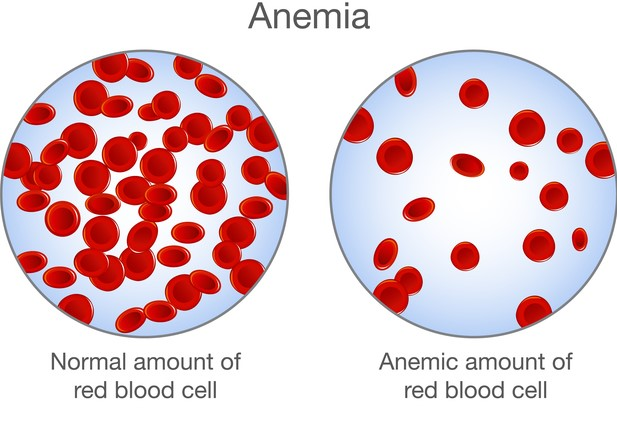 Anemia
Normal amount of
red blood cell
Anemic amount of
red blood cell